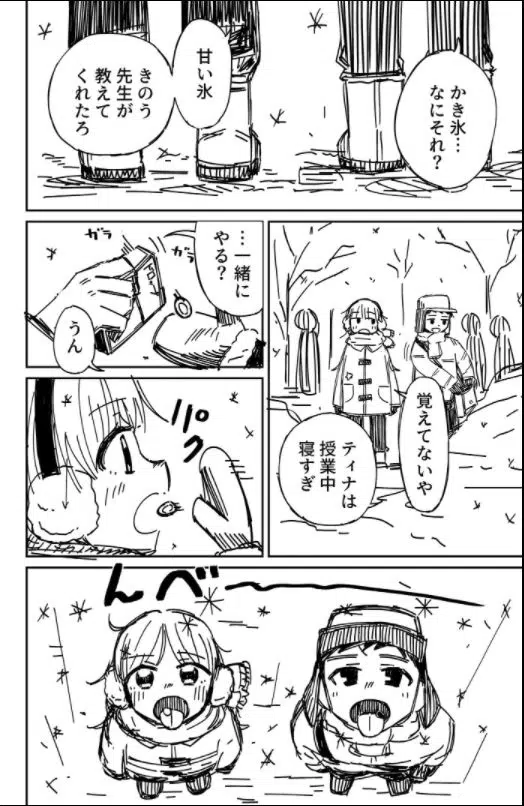 かき氷…
なにそれ？
甘い氷
きのう
先生が
教えて
くれたろ
覚えてないや
ティナは
授業中
寝すぎ
…一緒に
やる？
ガラ
ガラ
うん
パク
んべ〜